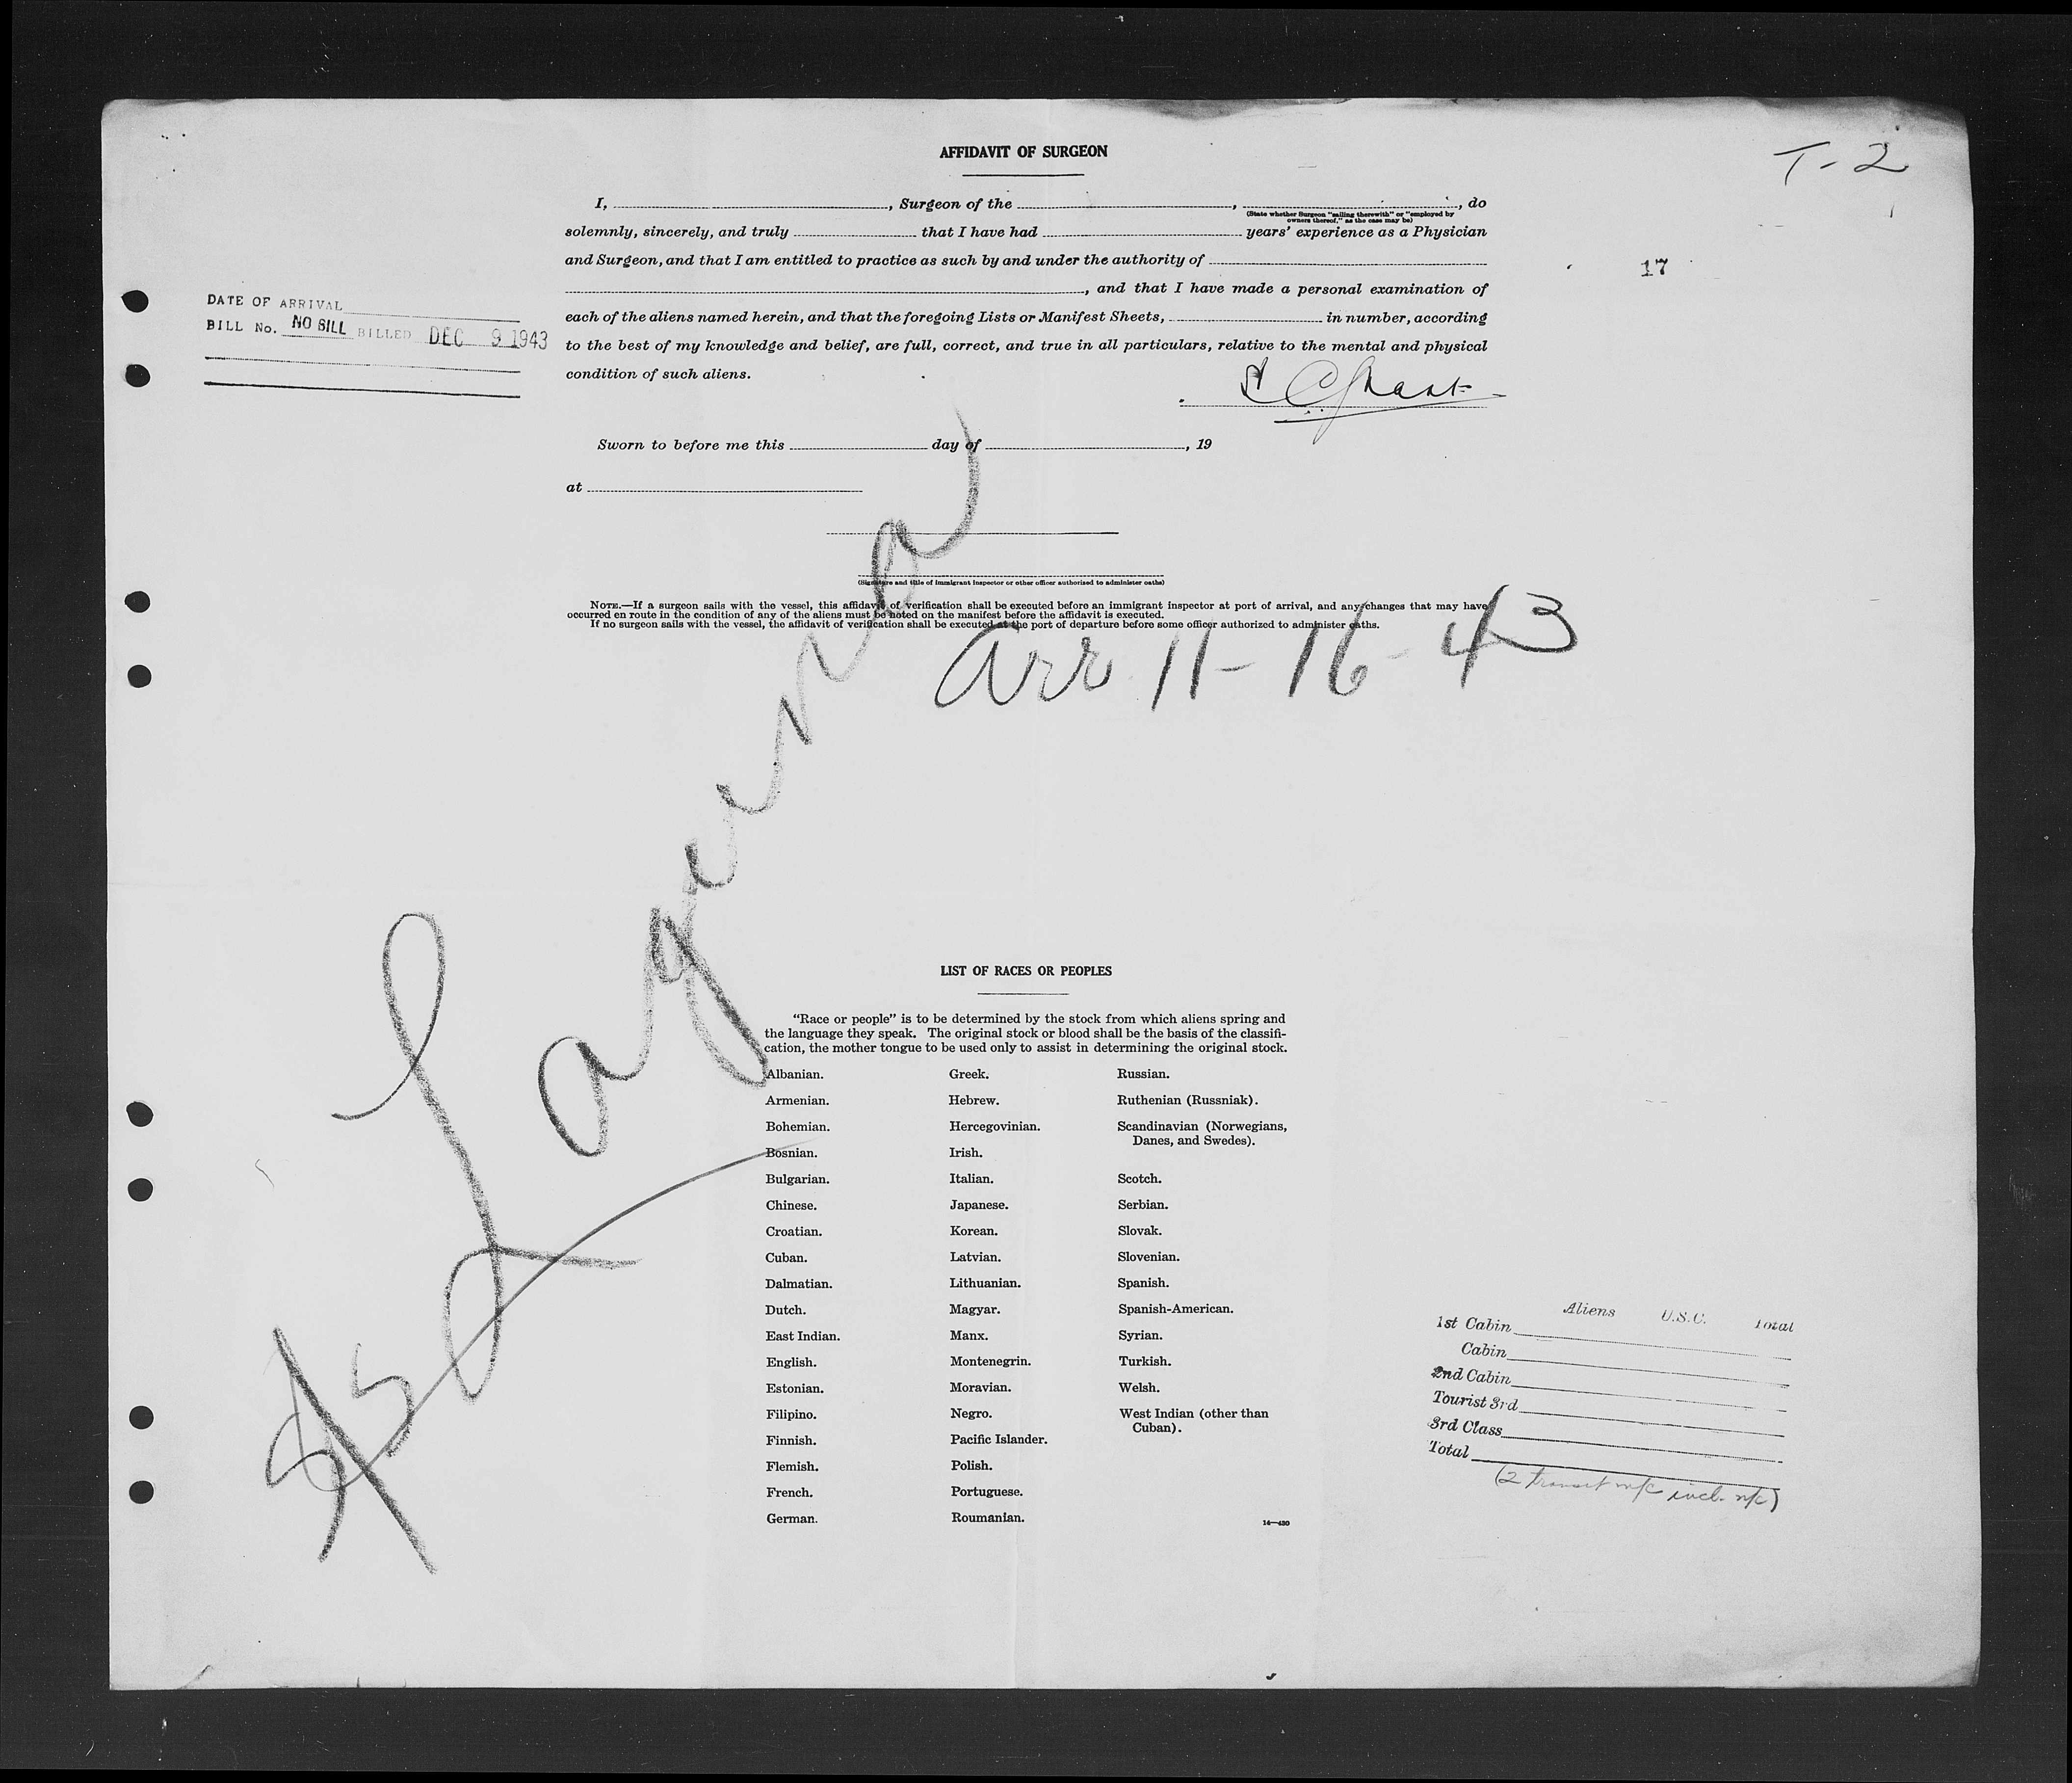 AFFIDAVIT OF SURGEON
T-2
I, , Surgeon of the , , do
(State whether Surgeon "sailing therewith" or "employed by
owners thereof," as the case may be)
solemnly, sincerely, and truly that I have had years' experience as a Physician
and Surgeon, and that I am entitled to practice as such by and under the authority of
17
, and that I have made a personal examination of
DATE OF ARRIVAL
each of the aliens named herein, and that the foregoing Lists or Manifest Sheets, in number, according
BILL No. NO BILL BILLED DEC 9 1943
to the best of my knowledge and belief, are full, correct, and true in all particulars, relative to the mental and physical
condition of such aliens.
Sworn to before me this day of , 19
at
(Signature and title of immigrant inspector or other officer authorized to administer oaths)
NOTE.—If a surgeon sails with the vessel, this affidavit of verification shall be executed before an immigrant inspector at port of arrival, and any changes that may have
occurred en route in the condition of any of the aliens must be noted on the manifest before the affidavit is executed.
If no surgeon sails with the vessel, the affidavit of verification shall be executed at the port of departure before some officer authorized to administer oaths.
arr 11-16-43
SS Laguna
LIST OF RACES OR PEOPLES
"Race or people" is to be determined by the stock from which aliens spring and
the language they speak. The original stock or blood shall be the basis of the classifi-
cation, the mother tongue to be used only to assist in determining the original stock.
Albanian. Greek. Russian.
Armenian. Hebrew. Ruthenian (Russniak).
Bohemian. Hercegovinian. Scandinavian (Norwegians,
Danes, and Swedes).
Bosnian. Irish.
Bulgarian. Italian. Scotch.
Chinese. Japanese. Serbian.
Croatian. Korean. Slovak.
Cuban. Latvian. Slovenian.
Dalmatian. Lithuanian. Spanish.
Dutch. Magyar. Spanish-American.
East Indian. Manx. Syrian.
English. Montenegrin. Turkish.
Estonian. Moravian. Welsh.
Filipino. Negro. West Indian (other than
Cuban).
Finnish. Pacific Islander.
Flemish. Polish.
French. Portuguese.
German. Roumanian.
14—430
Aliens U.S.C. Total
1st Cabin
Cabin
2nd Cabin
Tourist 3rd
3rd Class
Total
(2 transit n/c incl. n/c)